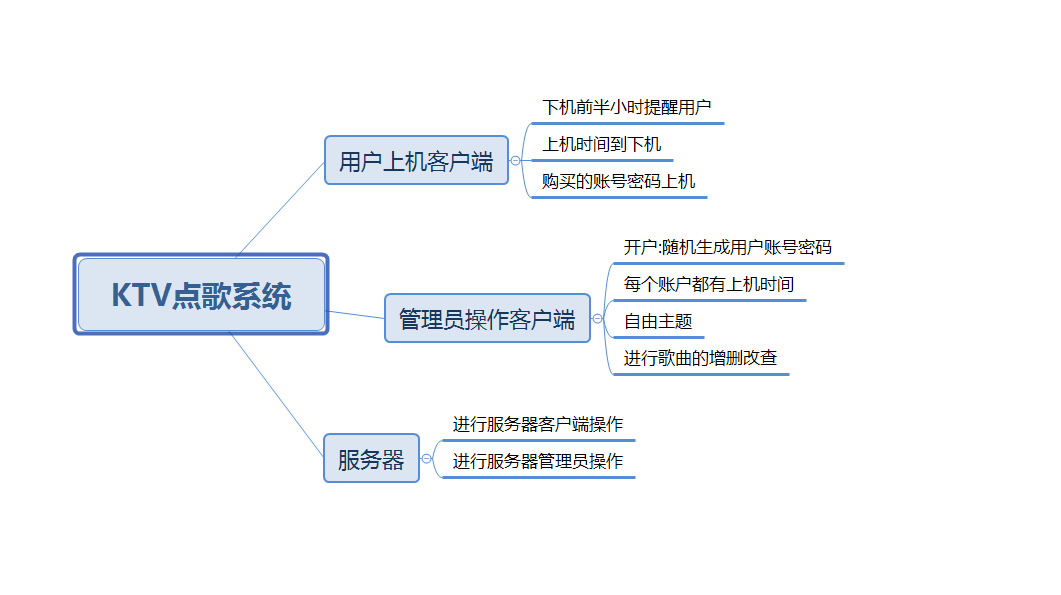 下机前半小时提醒用户
用户上机客户端
上机时间到下机
购买的账号密码上机
开户:随机生成用户账号密码
每个账户都有上机时间
KTV点歌系统
管理员操作客户端
自由主题
进行歌曲的增删改查
进行服务器客户端操作
服务器
进行服务器管理员操作